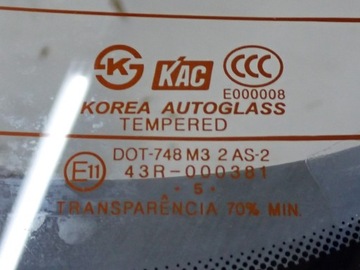 KS KAC CCC
E000008
KOREA AUTOGLASS
TEMPERED
DOT-748 M3 2 AS-2
E11 43R-000381
· 5 ·
TRANSPARÊNCIA 70% MIN.